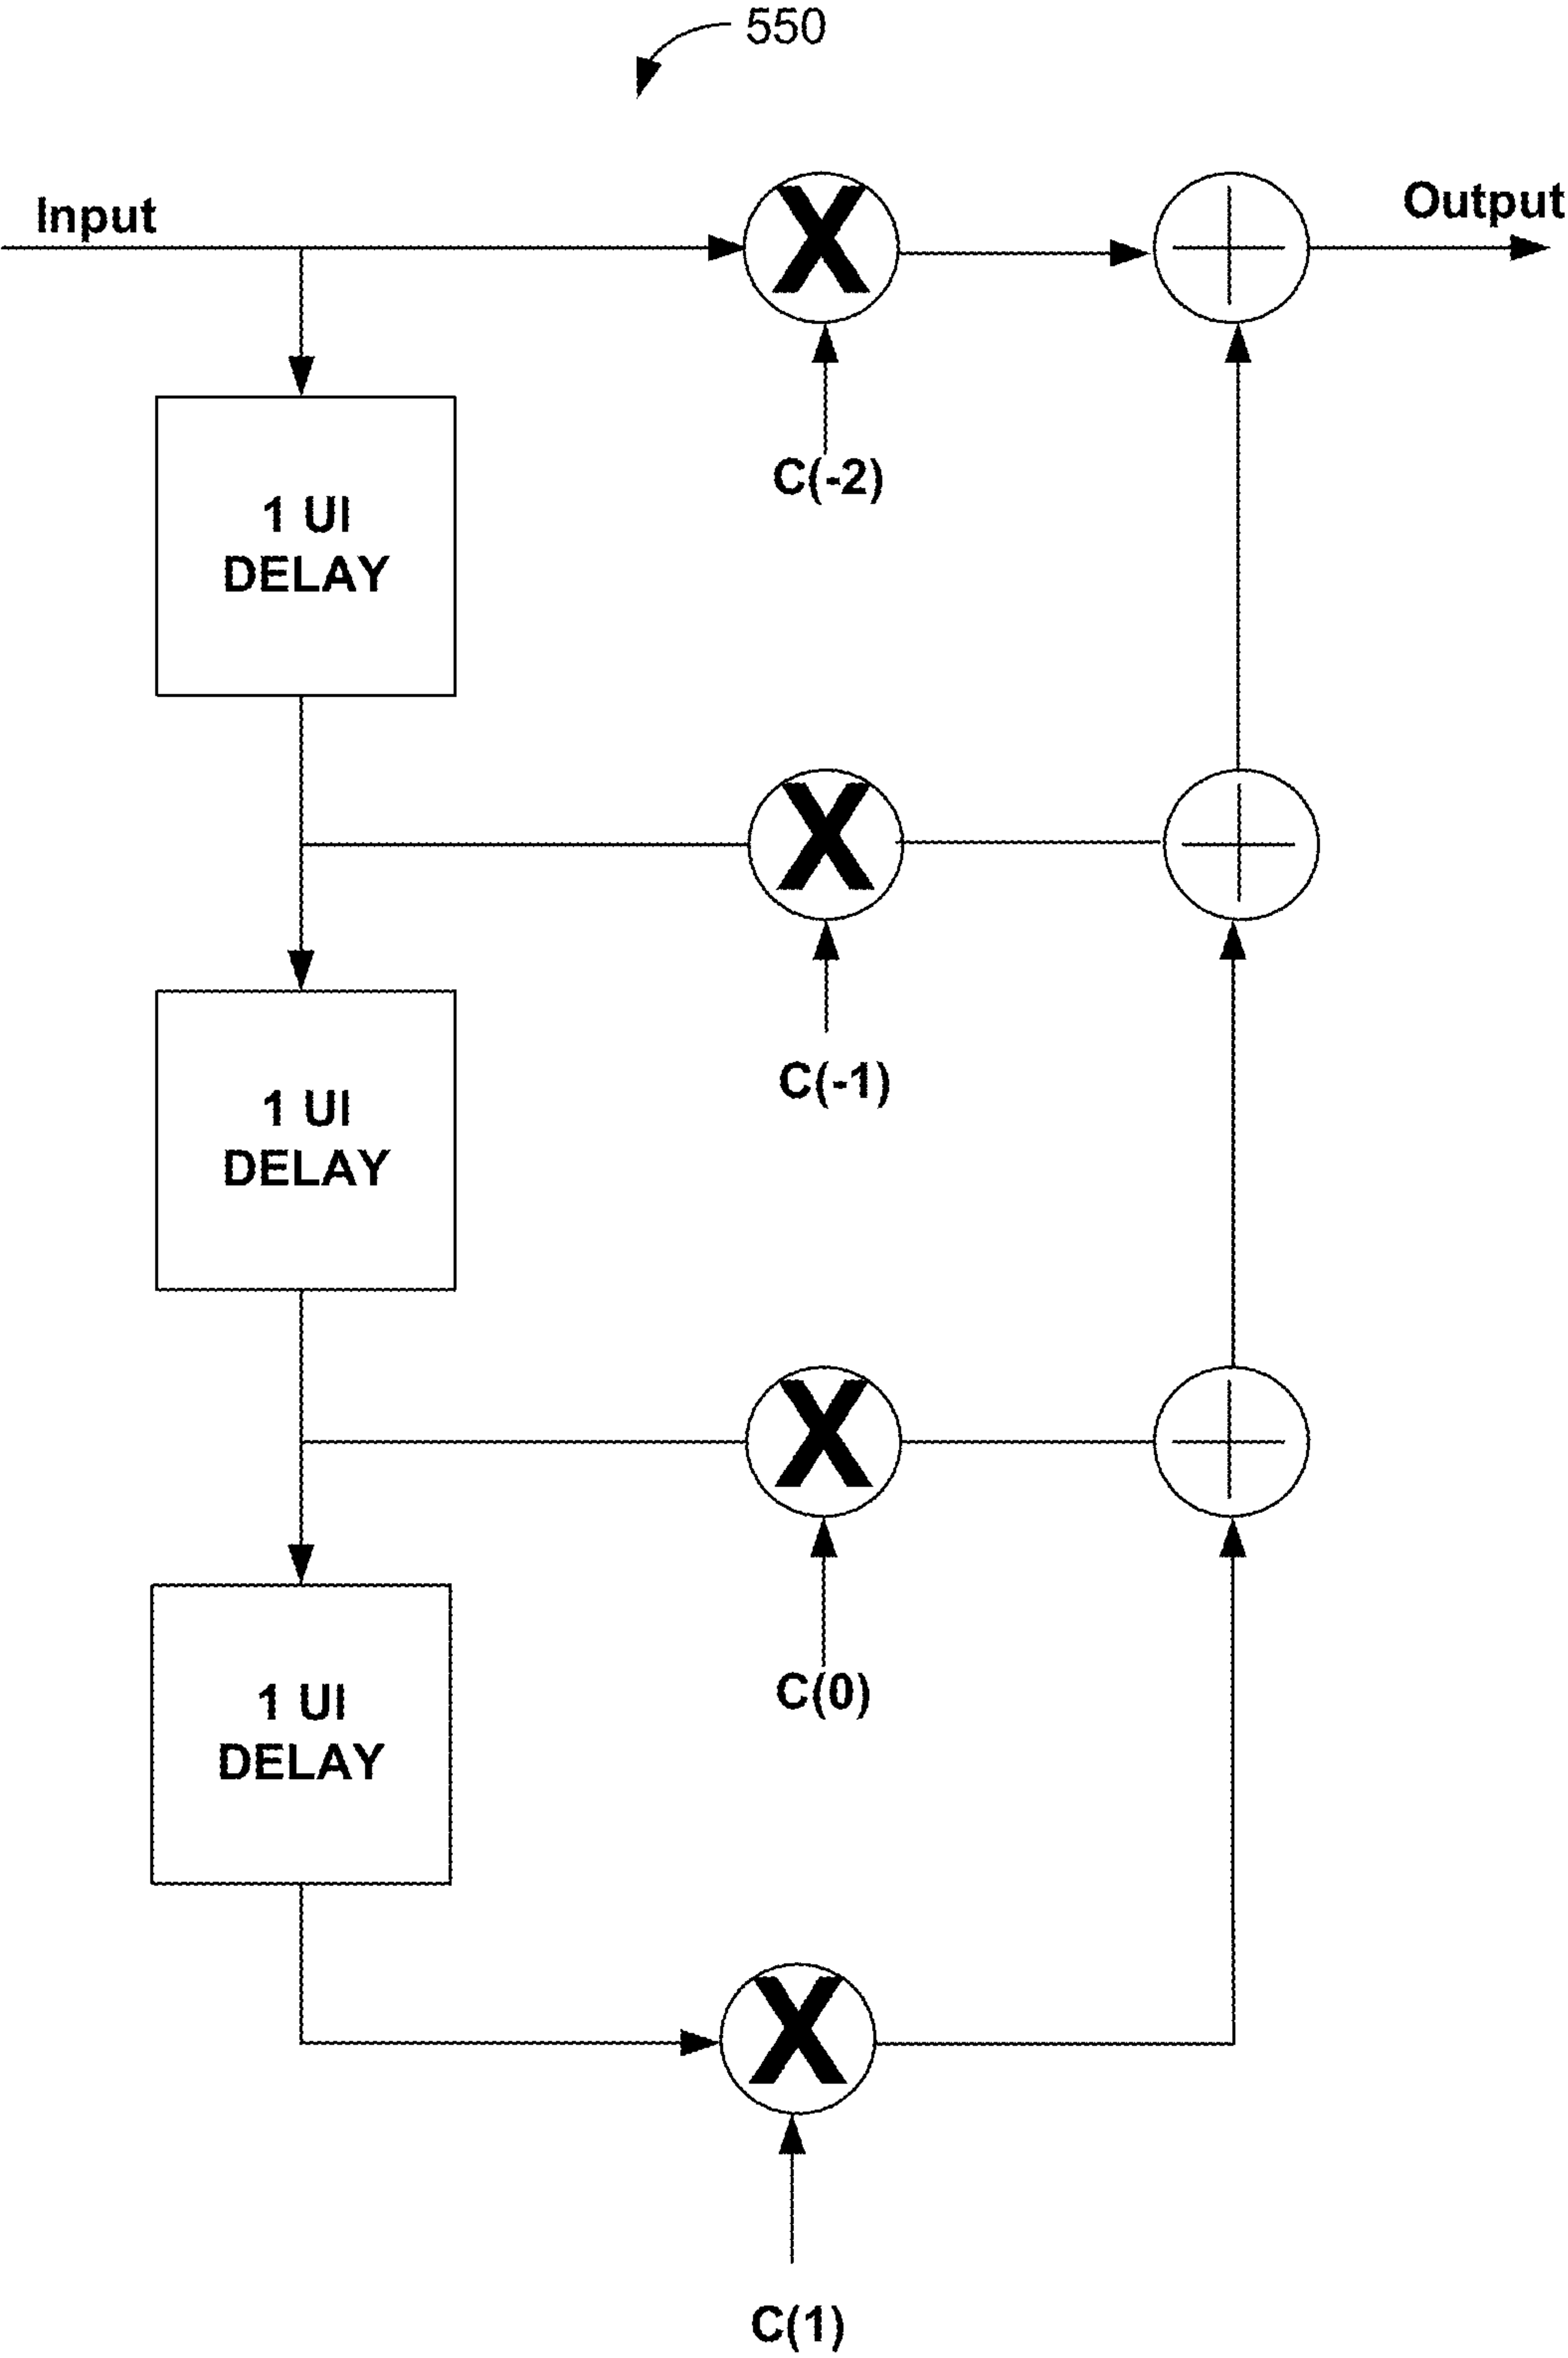 550
Input
Output
C(-2)
1 UI
DELAY
C(-1)
1 UI
DELAY
C(0)
1 UI
DELAY
C(1)